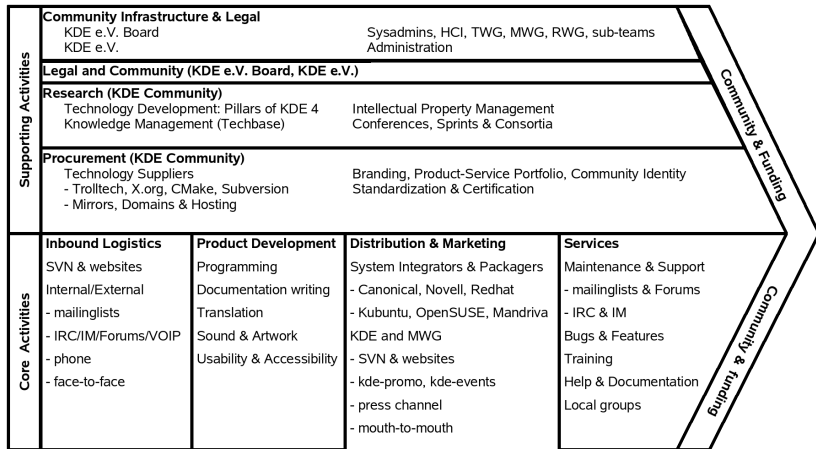 Supporting Activities
Community Infrastructure & Legal
KDE e.V. Board
Sysadmins, HCI, TWG, MWG, RWG, sub-teams
KDE e.V.
Administration
Legal and Community (KDE e.V. Board, KDE e.V.)
Research (KDE Community)
Technology Development: Pillars of KDE 4
Intellectual Property Management
Knowledge Management (Techbase)
Conferences, Sprints & Consortia
Procurement (KDE Community)
Technology Suppliers
Branding, Product-Service Portfolio, Community Identity
- Trolltech, X.org, CMake, Subversion
Standardization & Certification
- Mirrors, Domains & Hosting
Community & Funding
Core Activities
Inbound Logistics
SVN & websites
Internal/External
- mailinglists
- IRC/IM/Forums/VOIP
- phone
- face-to-face
Product Development
Programming
Documentation writing
Translation
Sound & Artwork
Usability & Accessibility
Distribution & Marketing
System Integrators & Packagers
- Canonical, Novell, Redhat
- Kubuntu, OpenSUSE, Mandriva
KDE and MWG
- SVN & websites
- kde-promo, kde-events
- press channel
- mouth-to-mouth
Services
Maintenance & Support
- mailinglists & Forums
- IRC & IM
Bugs & Features
Training
Help & Documentation
Local groups
Community & funding